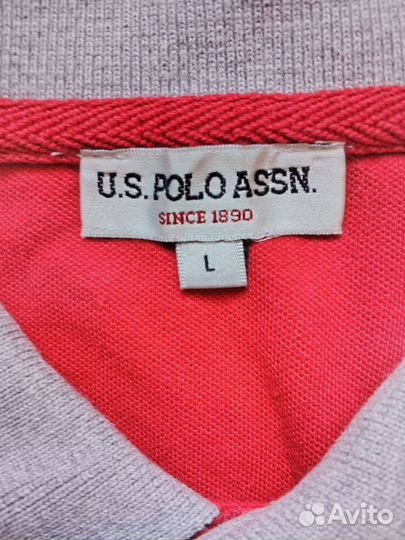 U.S. POLO ASSN.
SINCE 1890
L
Avito